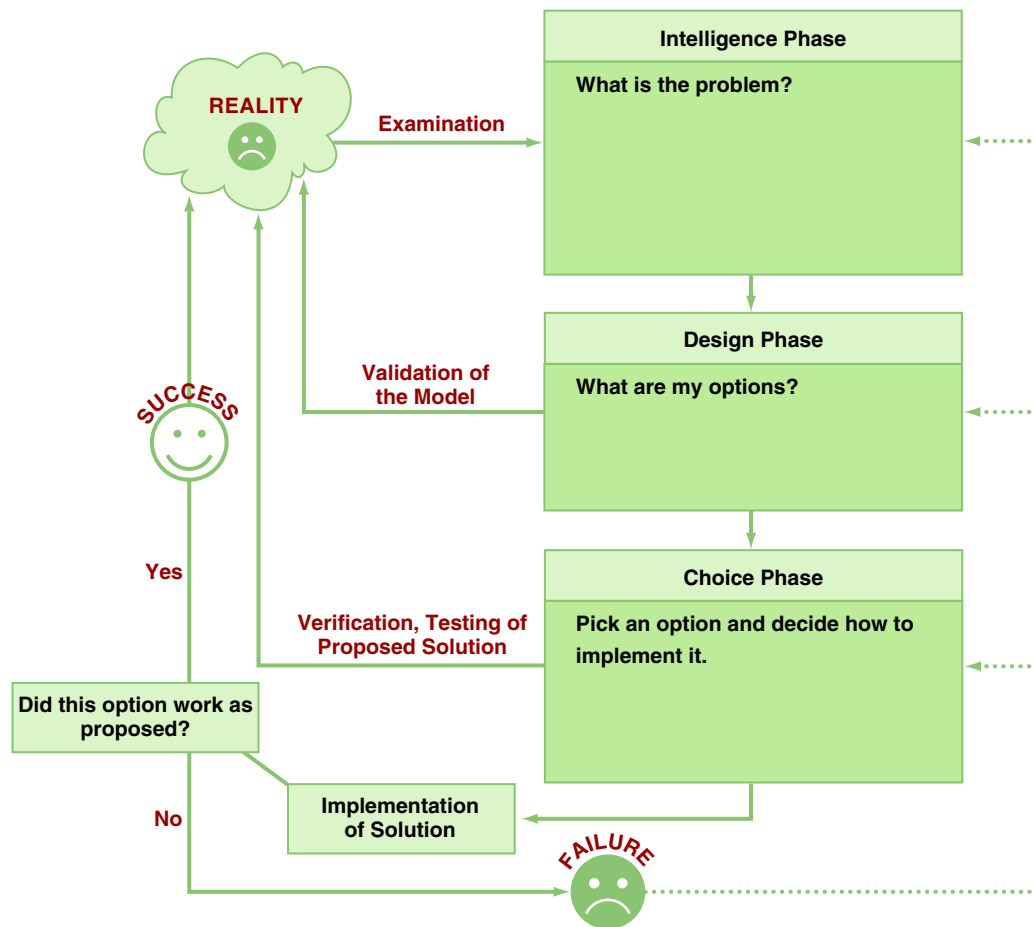 Intelligence Phase
What is the problem?
REALITY
Examination
Design Phase
What are my options?
Validation of
the Model
SUCCESS
Choice Phase
Pick an option and decide how to
implement it.
Yes
Verification, Testing of
Proposed Solution
Did this option work as
proposed?
Implementation
of Solution
No
FAILURE